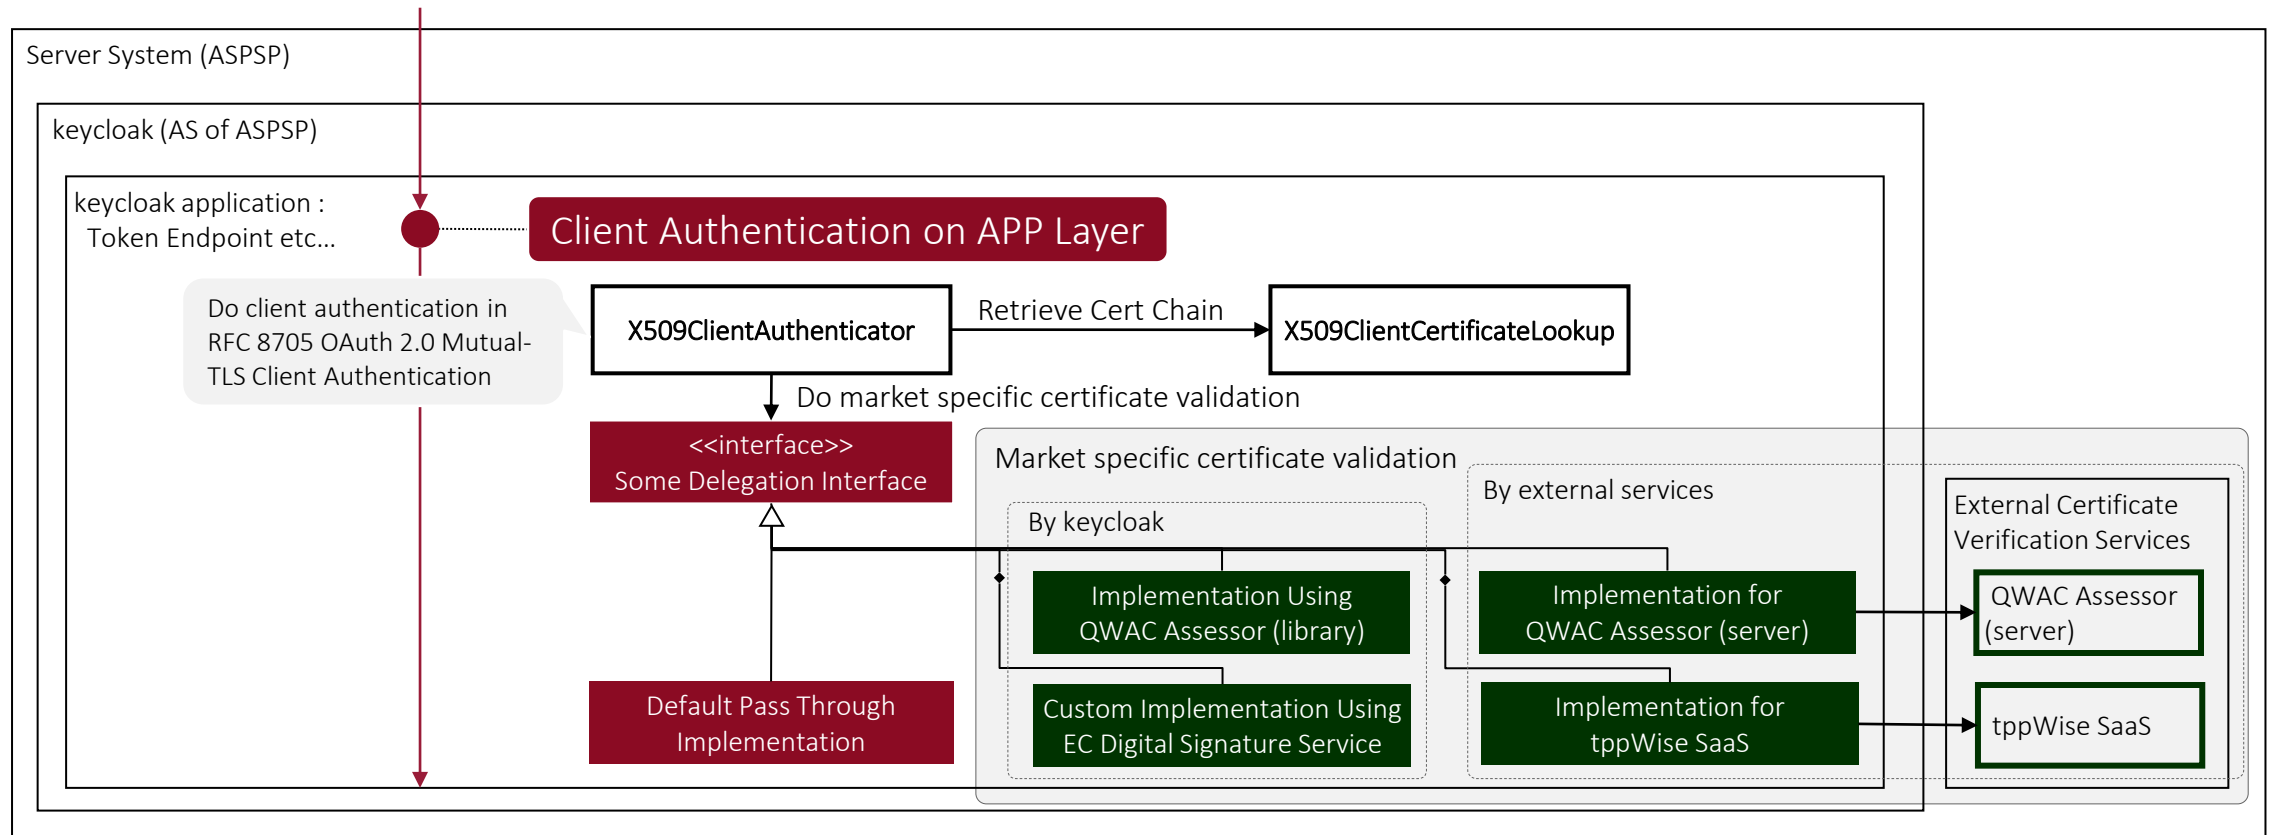 Server System (ASPSP)
keycloak (AS of ASPSP)
keycloak application :
Token Endpoint etc...
Client Authentication on APP Layer
Do client authentication in
RFC 8705 OAuth 2.0 Mutual-
TLS Client Authentication
X509ClientAuthenticator
Retrieve Cert Chain
X509ClientCertificateLookup
Do market specific certificate validation
<<interface>>
Some Delegation Interface
Market specific certificate validation
By keycloak
By external services
External Certificate
Verification Services
Implementation Using
QWAC Assessor (library)
Implementation for
QWAC Assessor (server)
QWAC Assessor
(server)
Default Pass Through
Implementation
Custom Implementation Using
EC Digital Signature Service
Implementation for
tppWise SaaS
tppWise SaaS